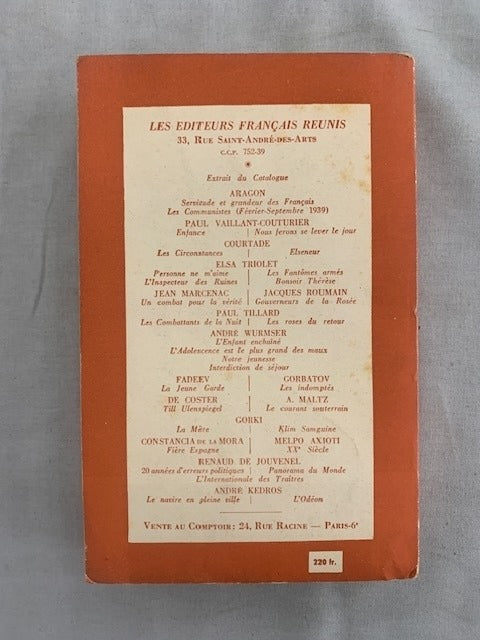 LES EDITEURS FRANÇAIS REUNIS
33, RUE SAINT-ANDRÉ-DES-ARTS
C.C.P. 752-39
*
Extrait du Catalogue
ARAGON
Servitude et grandeur des Français
Les Communistes (Février-Septembre 1939)
PAUL VAILLANT-COUTURIER
Enfance | Nous ferons se lever le jour
COURTADE
Les Circonstances | Elseneur
ELSA TRIOLET
Personne ne m'aime | Les Fantômes armés
L'Inspecteur des Ruines | Bonsoir Thérèse
JEAN MARCENAC | JACQUES ROUMAIN
Un combat pour la vérité | Gouverneurs de la Rosée
PAUL TILLARD
Les Combattants de la Nuit | Les roses du retour
ANDRÉ WURMSER
L'Enfant enchaîné
L'Adolescence est le plus grand des maux
Notre jeunesse
Interdiction de séjour
FADEEV | GORBATOV
La Jeune Garde | Les indomptés
DE COSTER | A. MALTZ
Till Ulenspiegel | Le courant souterrain
GORKI
La Mère | Klim Samguine
CONSTANCIA DE LA MORA | MELPO AXIOTI
Fière Espagne | XXe Siècle
RENAUD DE JOUVENEL
20 années d'erreurs politiques | Panorama du Monde
L'Internationale des Traîtres
ANDRÉ KEDROS
Le navire en pleine ville | L'Odéon
VENTE AU COMPTOIR : 24, RUE RACINE — PARIS-6e
220 fr.